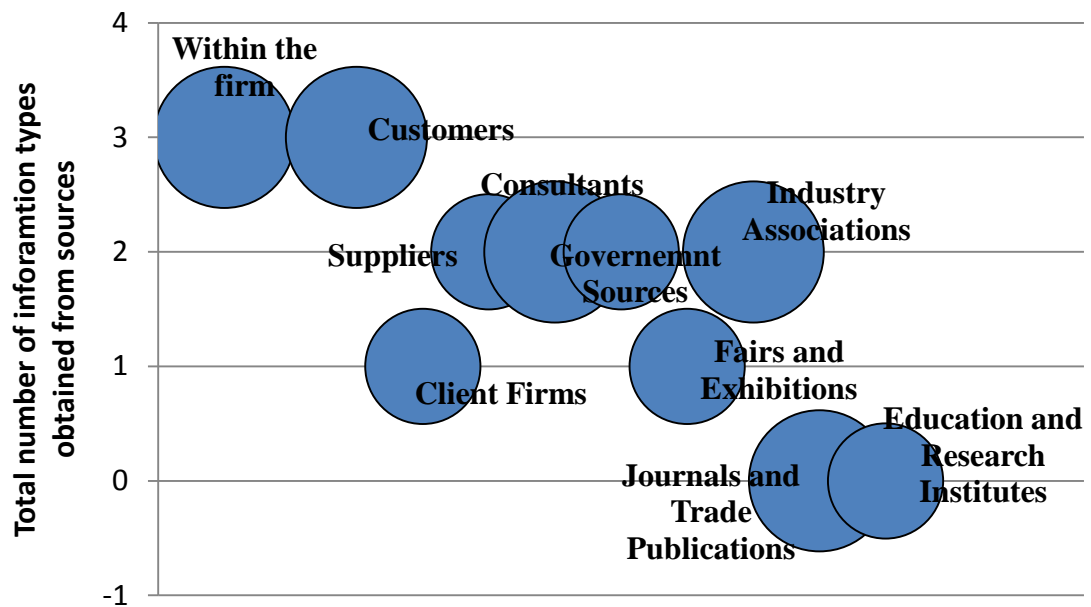 Total number of inforamtion types
obtained from sources
4
3
2
1
0
-1
Within the
firm
Customers
Consultants
Suppliers
Governemnt
Sources
Industry
Associations
Client Firms
Fairs and
Exhibitions
Journals and
Trade
Publications
Education and
Research
Institutes